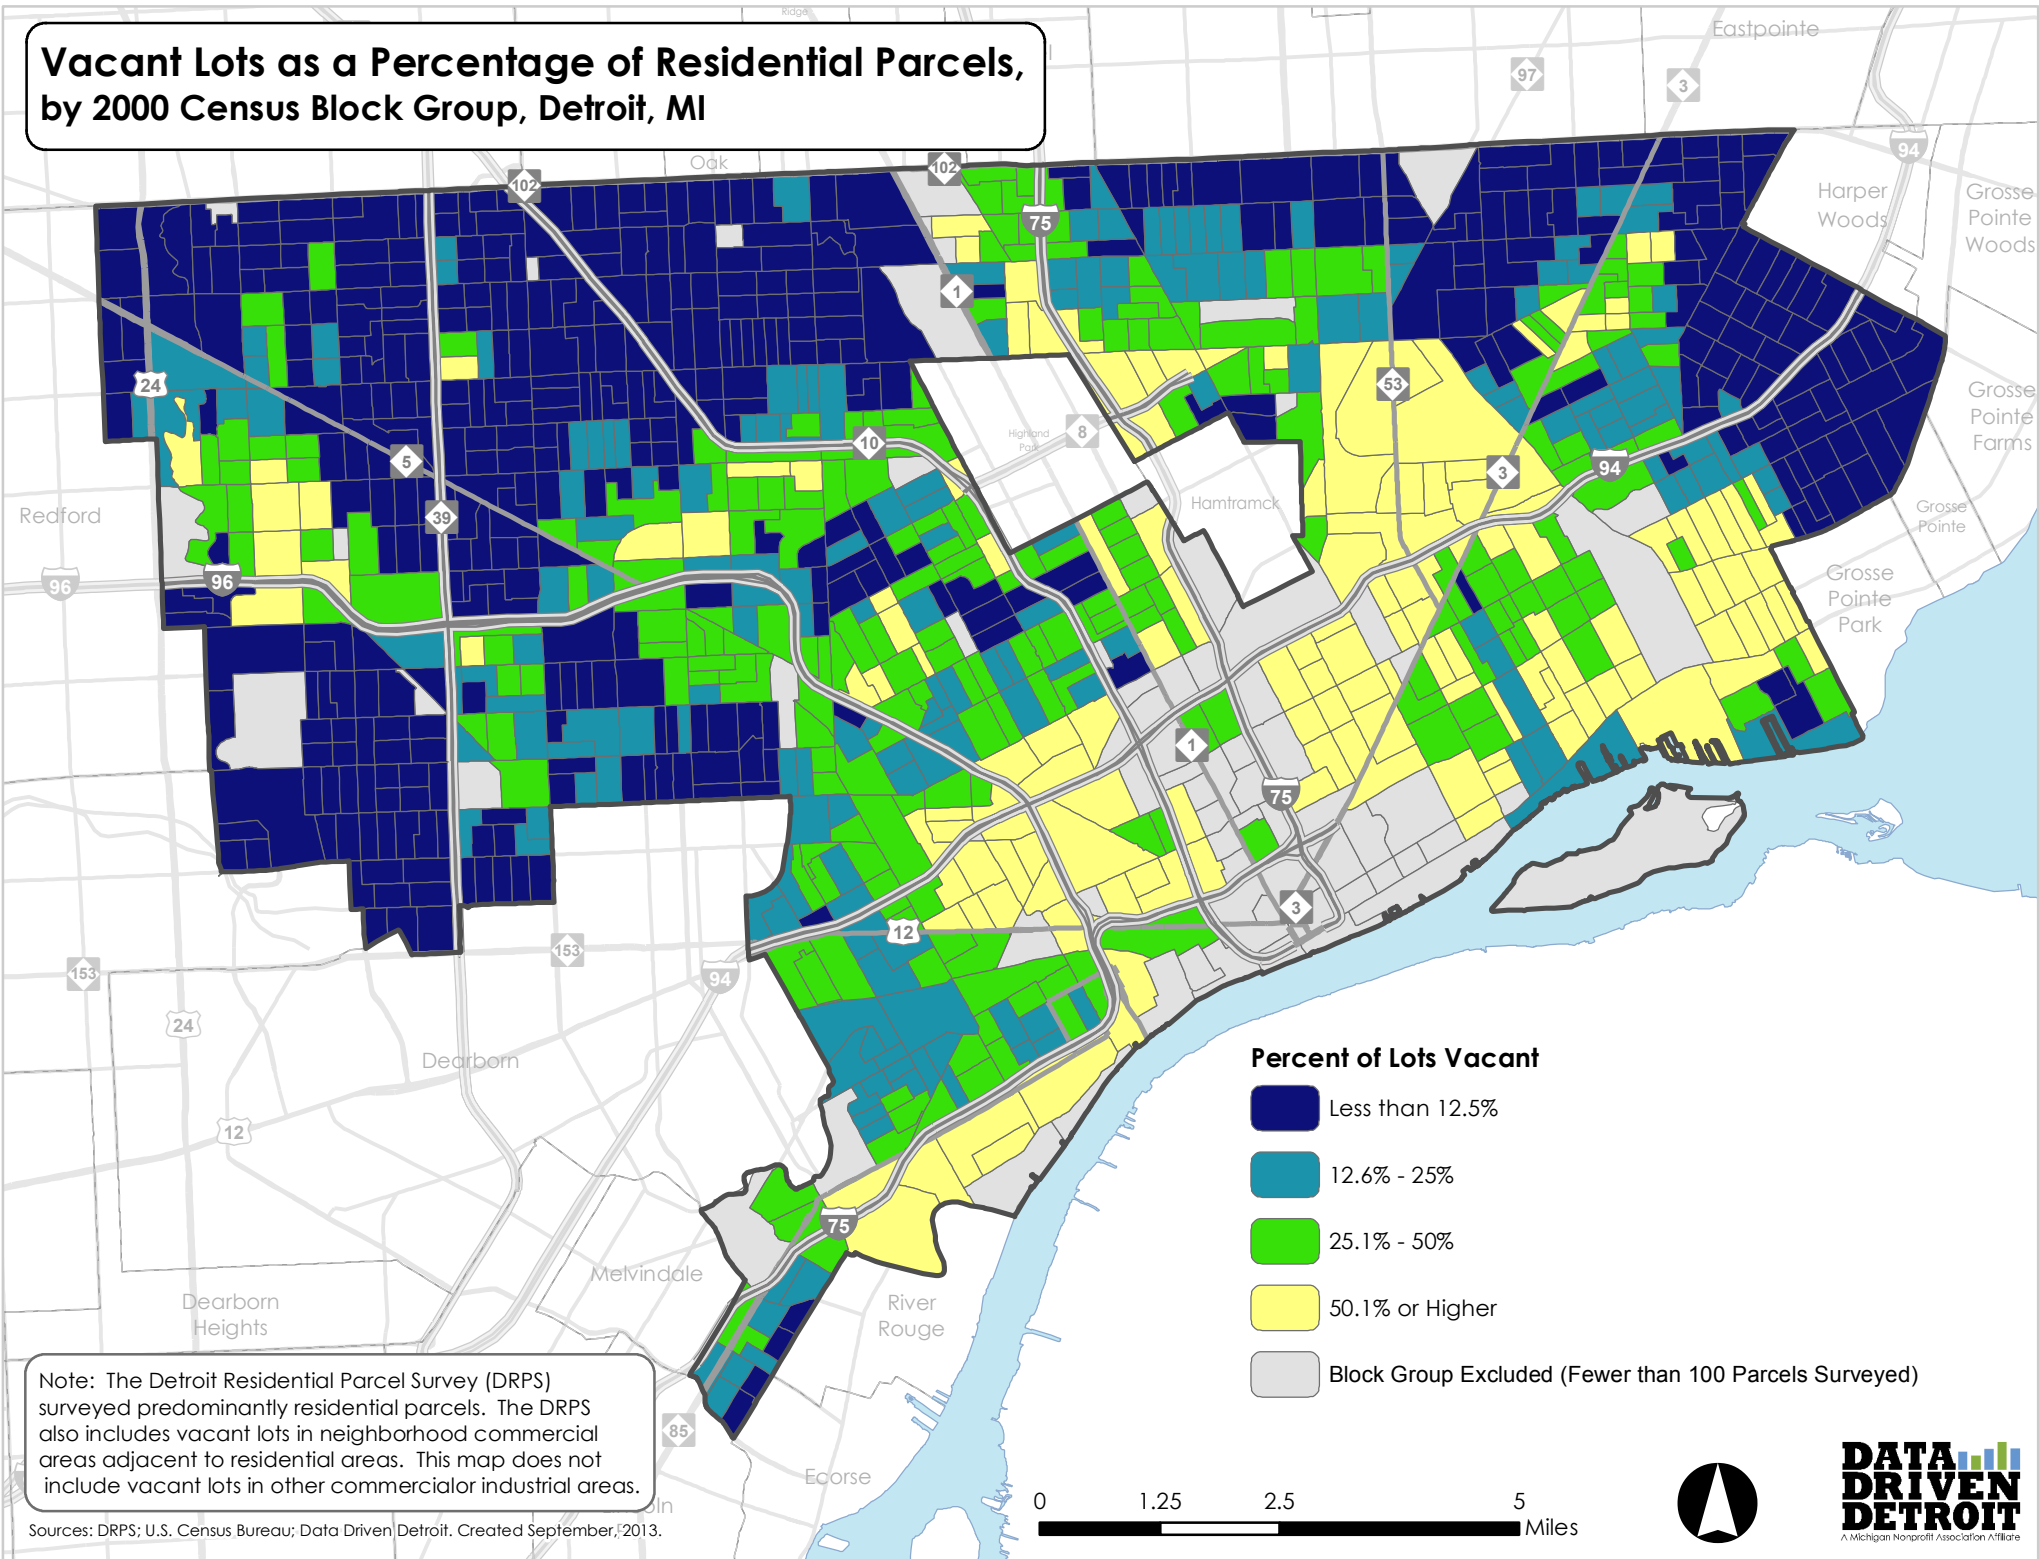 Vacant Lots as a Percentage of Residential Parcels,
by 2000 Census Block Group, Detroit, MI
Ridge
Eastpointe
97
3
94
Oak
102
102
Harper
Woods
Grosse
Pointe
Woods
75
1
24
53
Grosse
Pointe
Farms
Highland
Park
8
10
5
3
94
39
Hamtramck
Redford
Grosse
Pointe
96
96
Grosse
Pointe
Park
1
75
3
12
153
153
94
24
Dearborn
12
75
Melvindale
Dearborn
Heights
River
Rouge
85
Ecorse
Percent of Lots Vacant
Less than 12.5%
12.6% - 25%
25.1% - 50%
50.1% or Higher
Block Group Excluded (Fewer than 100 Parcels Surveyed)
Note: The Detroit Residential Parcel Survey (DRPS)
surveyed predominantly residential parcels. The DRPS
also includes vacant lots in neighborhood commercial
areas adjacent to residential areas. This map does not
include vacant lots in other commercialor industrial areas.
Sources: DRPS; U.S. Census Bureau; Data Driven Detroit. Created September, 2013.
0 1.25 2.5 5
Miles
DATA
DRIVEN
DETROIT
A Michigan Nonprofit Association Affiliate